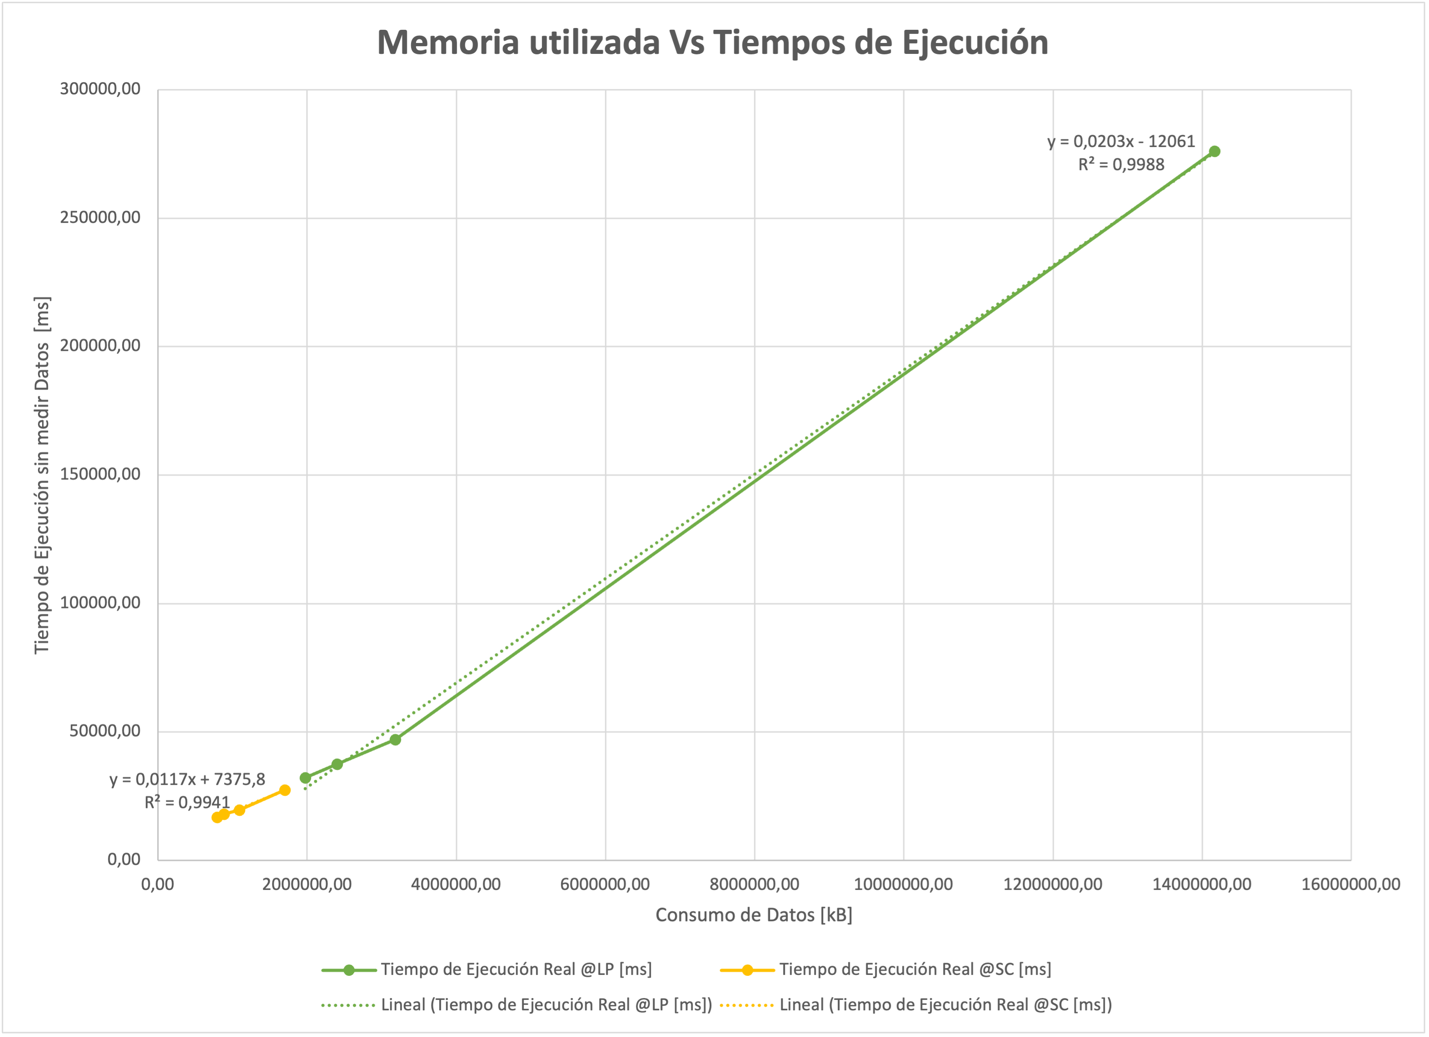 Memoria utilizada Vs Tiempos de Ejecución
Tiempo de Ejecución sin medir Datos [ms]
300000,00
250000,00
200000,00
150000,00
100000,00
50000,00
0,00
y = 0,0203x - 12061
R² = 0,9988
y = 0,0117x + 7375,8
R² = 0,9941
0,00 2000000,00 4000000,00 6000000,00 8000000,00 10000000,00 12000000,00 14000000,00 16000000,00
Consumo de Datos [kB]
Tiempo de Ejecución Real @LP [ms] Tiempo de Ejecución Real @SC [ms]
Lineal (Tiempo de Ejecución Real @LP [ms]) Lineal (Tiempo de Ejecución Real @SC [ms])